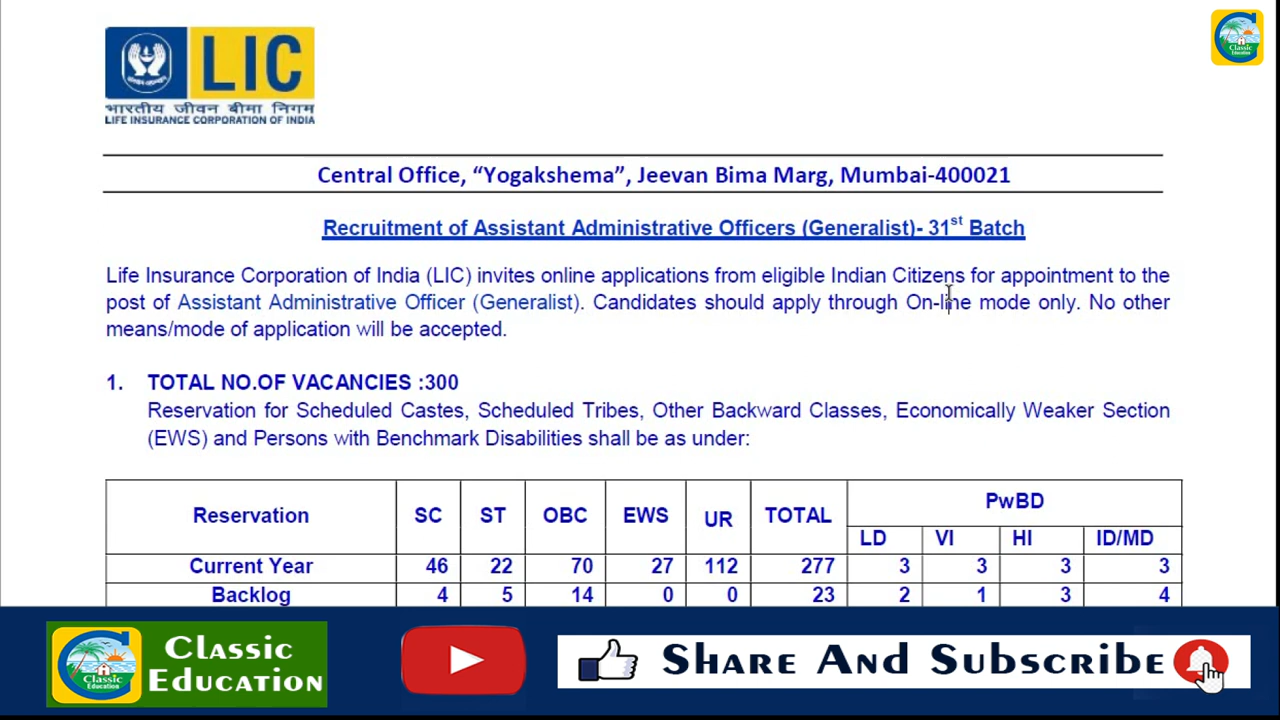 LIC
भारतीय जीवन बीमा निगम
LIFE INSURANCE CORPORATION OF INDIA
Classic
Education
Central Office, “Yogakshema”, Jeevan Bima Marg, Mumbai-400021
Recruitment of Assistant Administrative Officers (Generalist)- 31st Batch
Life Insurance Corporation of India (LIC) invites online applications from eligible Indian Citizens for appointment to the
post of Assistant Administrative Officer (Generalist). Candidates should apply through On-line mode only. No other
means/mode of application will be accepted.
1. TOTAL NO.OF VACANCIES :300
Reservation for Scheduled Castes, Scheduled Tribes, Other Backward Classes, Economically Weaker Section
(EWS) and Persons with Benchmark Disabilities shall be as under:
Reservation SC ST OBC EWS UR TOTAL PwBD
LD VI HI ID/MD
Current Year 46 22 70 27 112 277 3 3 3 3
Backlog 4 5 14 0 0 23 2 1 3 4
Classic
Education
Classic
Education
Share And Subscribe